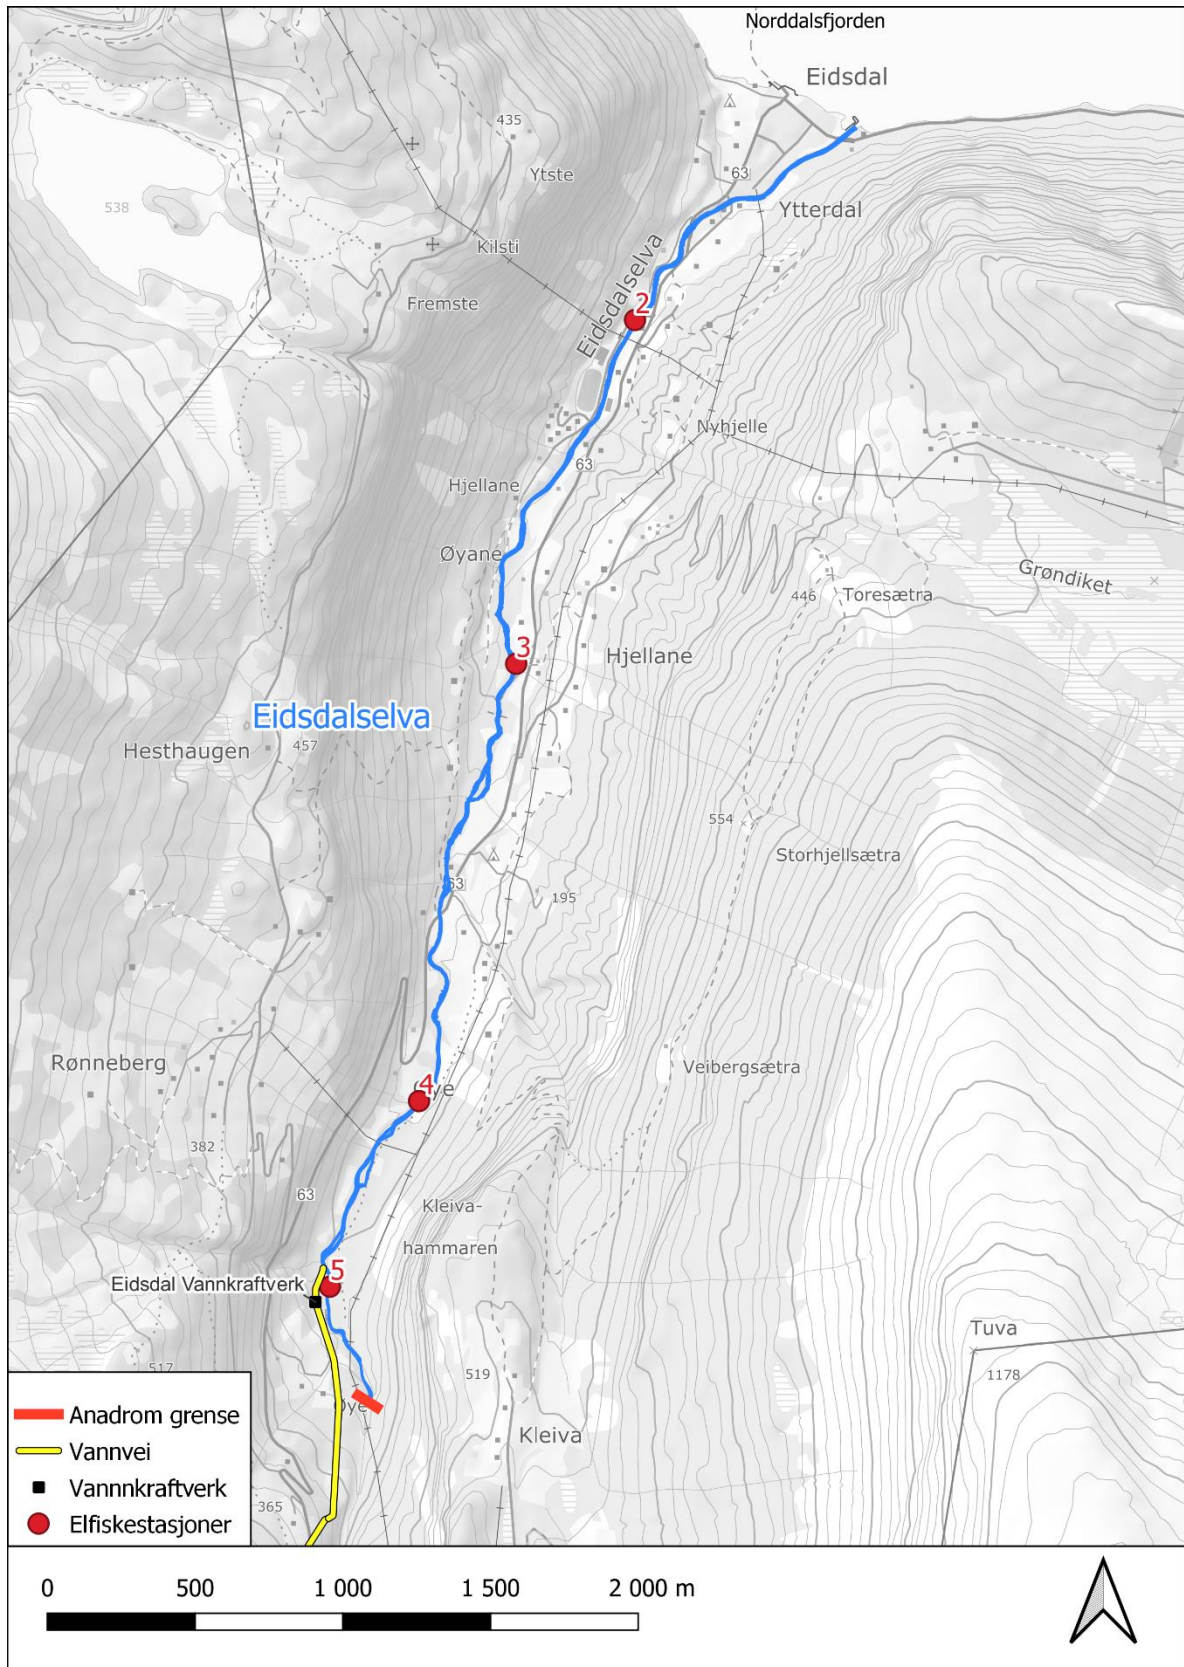 Norddalsfjorden
Eidsdal
435
Ytste
63
538
Ytterdal
Kilsti
Eidsdalselva
Fremste
2
Nyhjelle
63
Hjellane
Øyane
Grøndiket
446
Toresætra
3
Hjellane
Eidsdalselva
Hesthaugen
457
554
Storhjellsætra
63
195
Rønneberg
Veibergsætra
4
382
63
Kleiva-
hammaren
5
Eidsdal Vannkraftverk
Tuva
517
519
1178
Øye
Kleiva
365
Anadrom grense
Vannvei
Vannnkraftverk
Elfiskestasjoner
0 500 1 000 1 500 2 000 m